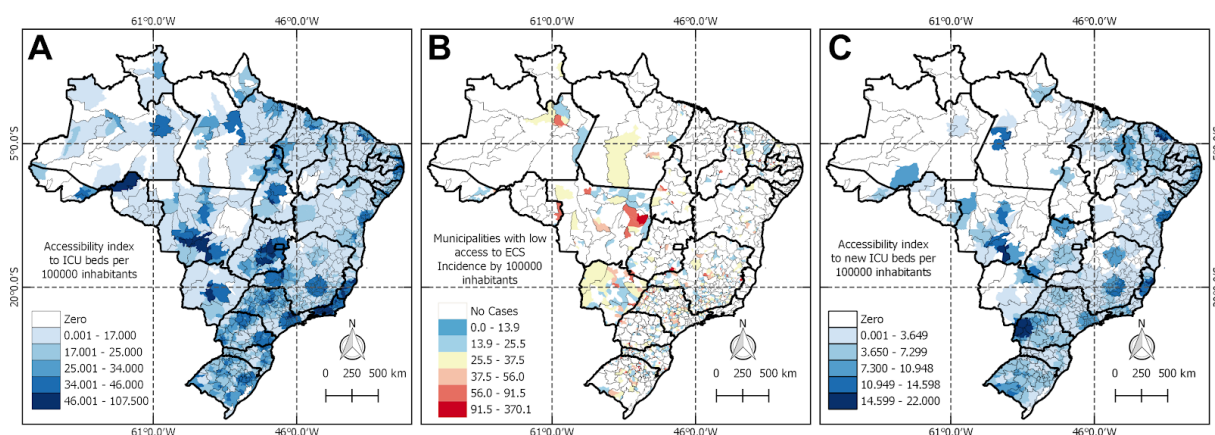 61°0.0'W
46°0.0'W
61°0.0'W
46°0.0'W
61°0.0'W
46°0.0'W
A
B
C
5°0.0'S
20°0.0'S
Accessibility index
to ICU beds per
100000 inhabitants
Zero
0.001 - 17.000
17.001 - 25.000
25.001 - 34.000
34.001 - 46.000
46.001 - 107.500
N
0 250 500 km
Municipalities with low
access to ECS
Incidence by 100000
inhabitants
No Cases
0.0 - 13.9
13.9 - 25.5
25.5 - 37.5
37.5 - 56.0
56.0 - 91.5
91.5 - 370.1
N
0 250 500 km
Accessibility index
to new ICU beds per
100000 inhabitants
Zero
0.001 - 3.649
3.650 - 7.299
7.300 - 10.948
10.949 - 14.598
14.599 - 22.000
N
0 250 500 km
61°0.0'W
46°0.0'W
61°0.0'W
46°0.0'W
61°0.0'W
46°0.0'W